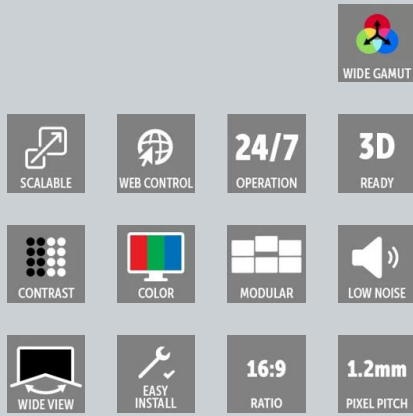 WIDE GAMUT
SCALABLE
WEB CONTROL
24/7
OPERATION
3D
READY
CONTRAST
COLOR
MODULAR
LOW NOISE
WIDE VIEW
EASY
INSTALL
16:9
RATIO
1.2mm
PIXEL PITCH